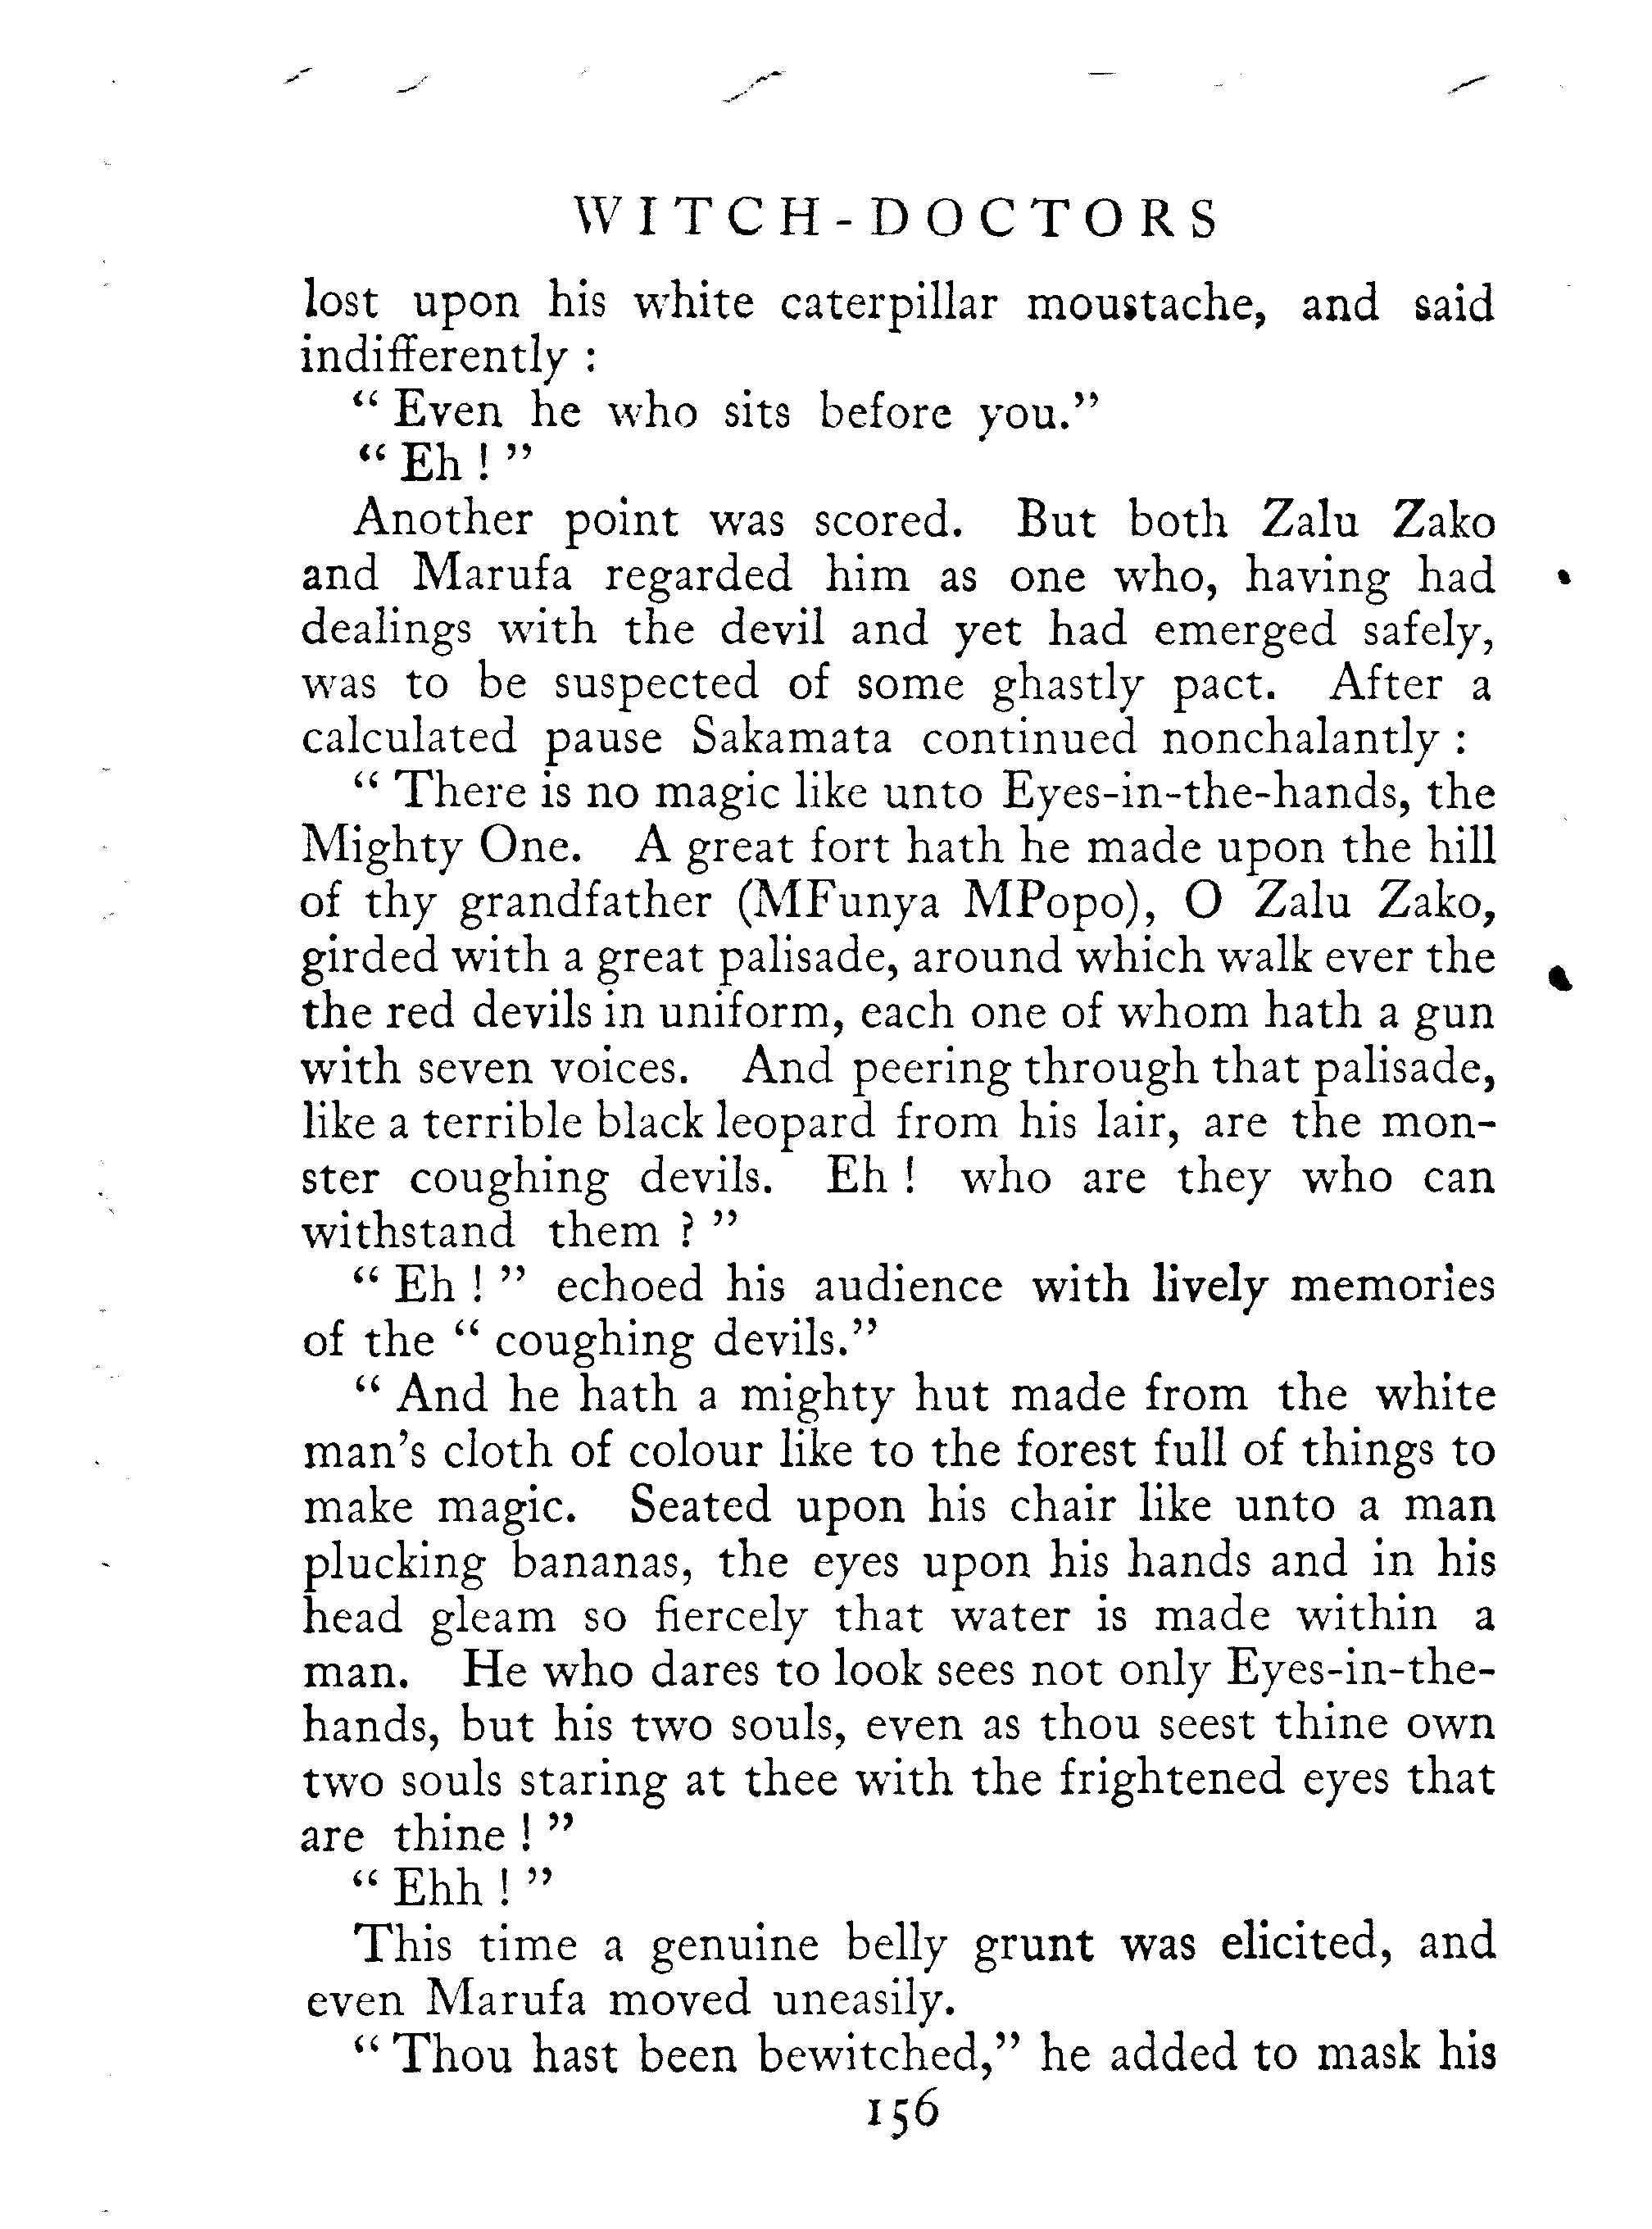 WITCH-DOCTORS
lost upon his white caterpillar moustache, and said
indifferently :
“ Even he who sits before you.”
“ Eh ! ”
Another point was scored. But both Zalu Zako
and Marufa regarded him as one who, having had
dealings with the devil and yet had emerged safely,
was to be suspected of some ghastly pact. After a
calculated pause Sakamata continued nonchalantly :
“ There is no magic like unto Eyes-in-the-hands, the
Mighty One. A great fort hath he made upon the hill
of thy grandfather (MFunya MPopo), O Zalu Zako,
girded with a great palisade, around which walk ever the
the red devils in uniform, each one of whom hath a gun
with seven voices. And peering through that palisade,
like a terrible black leopard from his lair, are the mon-
ster coughing devils. Eh ! who are they who can
withstand them ? ”
“ Eh ! ” echoed his audience with lively memories
of the “ coughing devils.”
“ And he hath a mighty hut made from the white
man’s cloth of colour like to the forest full of things to
make magic. Seated upon his chair like unto a man
plucking bananas, the eyes upon his hands and in his
head gleam so fiercely that water is made within a
man. He who dares to look sees not only Eyes-in-the-
hands, but his two souls, even as thou seest thine own
two souls staring at thee with the frightened eyes that
are thine ! ”
“ Ehh ! ”
This time a genuine belly grunt was elicited, and
even Marufa moved uneasily.
“ Thou hast been bewitched,” he added to mask his
156